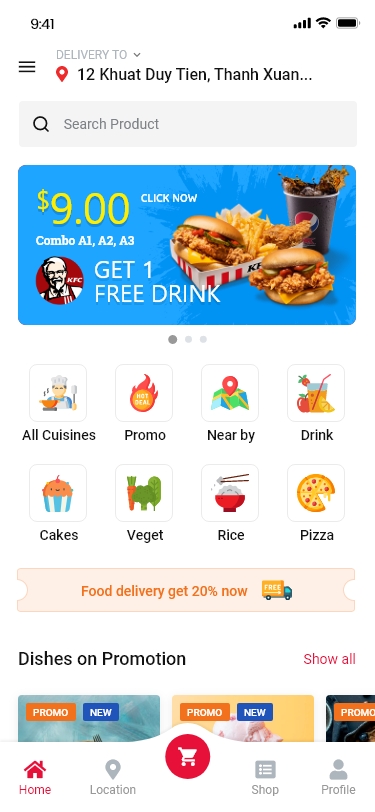 9:41
DELIVERY TO
12 Khuat Duy Tien, Thanh Xuan...
Search Product
$9.00
CLICK NOW
Combo A1, A2, A3
KFC
GET 1
FREE DRINK
All Cuisines
Promo
Near by
Drink
HOT
DEAL
Cakes
Veget
Rice
Pizza
Food delivery get 20% now
FREE
Dishes on Promotion
Show all
PROMO
NEW
PROMO
NEW
PROMO
Home
Location
Shop
Profile